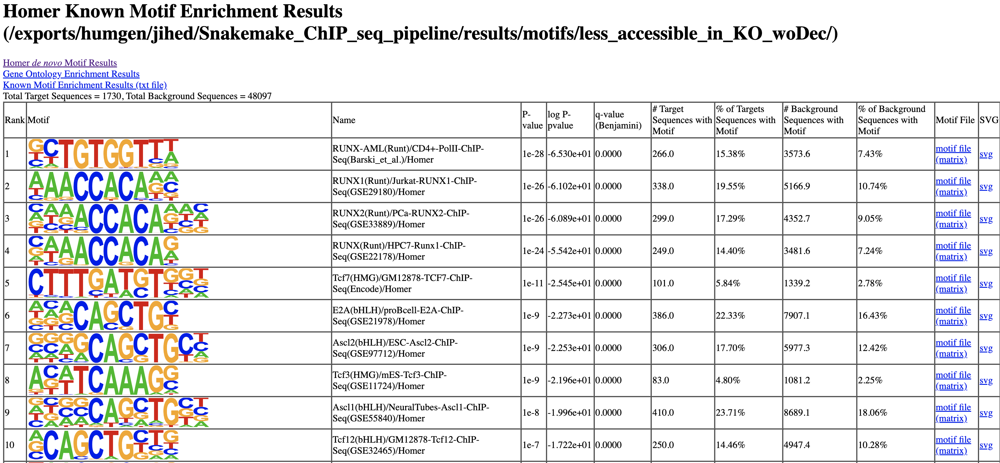 Homer Known Motif Enrichment Results
(/exports/humgen/jihed/Snakemake_ChIP_seq_pipeline/results/motifs/less_accessible_in_KO_woDec/)
Homer de novo Motif Results
Gene Ontology Enrichment Results
Known Motif Enrichment Results (txt file)
Total Target Sequences = 1730, Total Background Sequences = 48097
Rank Motif Name P-value log P-pvalue q-value (Benjamini) # Target Sequences with Motif % of Targets Sequences with Motif # Background Sequences with Motif % of Background Sequences with Motif Motif File SVG
1 GCTGTGGTTT RUNX-AML(Runt)/CD4+-PolII-ChIP-Seq(Barski_et_al.)/Homer 1e-28 -6.530e+01 0.0000 266.0 15.38% 3573.6 7.43% motif file (matrix) svg
2 AAACCACAAA RUNX1(Runt)/Jurkat-RUNX1-ChIP-Seq(GSE29180)/Homer 1e-26 -6.102e+01 0.0000 338.0 19.55% 5166.9 10.74% motif file (matrix) svg
3 CAAACCACAAAC RUNX2(Runt)/PCa-RUNX2-ChIP-Seq(GSE33889)/Homer 1e-26 -6.089e+01 0.0000 299.0 17.29% 4352.7 9.05% motif file (matrix) svg
4 CAAACCACAG RUNX(Runt)/HPC7-Runx1-ChIP-Seq(GSE22178)/Homer 1e-24 -5.542e+01 0.0000 249.0 14.40% 3481.6 7.24% motif file (matrix) svg
5 CTTTGATGTGGT Tcf7(HMG)/GM12878-TCF7-ChIP-Seq(Encode)/Homer 1e-11 -2.545e+01 0.0000 101.0 5.84% 1339.2 2.78% motif file (matrix) svg
6 ACACAGCTGC E2A(bHLH)/proBcell-E2A-ChIP-Seq(GSE21978)/Homer 1e-9 -2.273e+01 0.0000 386.0 22.33% 7907.1 16.43% motif file (matrix) svg
7 GGGGCAGCTGCT Ascl2(bHLH)/ESC-Ascl2-ChIP-Seq(GSE97712)/Homer 1e-9 -2.253e+01 0.0000 306.0 17.70% 5977.3 12.42% motif file (matrix) svg
8 ACATCAAAGG Tcf3(HMG)/mES-Tcf3-ChIP-Seq(GSE11724)/Homer 1e-9 -2.196e+01 0.0000 83.0 4.80% 1081.2 2.25% motif file (matrix) svg
9 GCGGCAGCTGCT Ascl1(bHLH)/NeuralTubes-Ascl1-ChIP-Seq(GSE55840)/Homer 1e-8 -1.996e+01 0.0000 410.0 23.71% 8689.1 18.06% motif file (matrix) svg
10 ACAGCTGCTG Tcf12(bHLH)/GM12878-Tcf12-ChIP-Seq(GSE32465)/Homer 1e-7 -1.722e+01 0.0000 250.0 14.46% 4947.4 10.28% motif file (matrix) svg